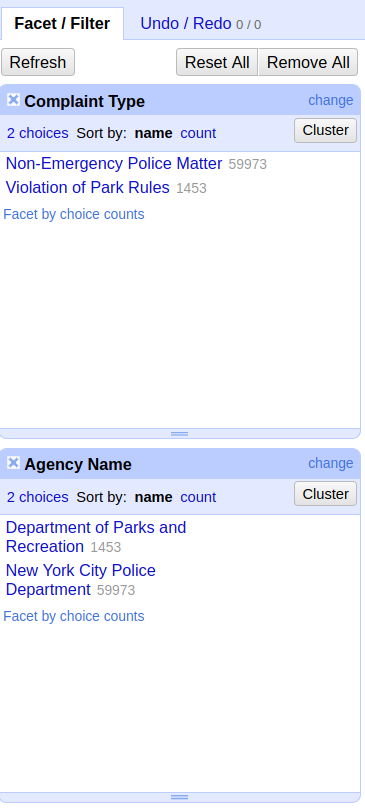 Facet / Filter Undo / Redo 0 / 0
Refresh Reset All Remove All
Complaint Type change
2 choices Sort by: name count Cluster
Non-Emergency Police Matter 59973
Violation of Park Rules 1453
Facet by choice counts
Agency Name change
2 choices Sort by: name count Cluster
Department of Parks and
Recreation 1453
New York City Police
Department 59973
Facet by choice counts